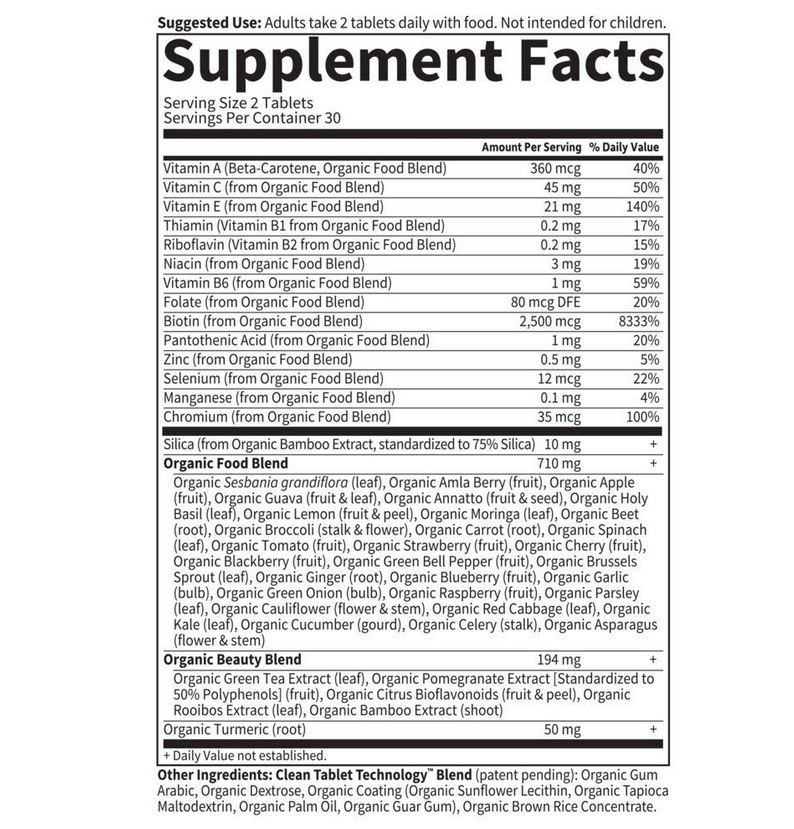 Suggested Use: Adults take 2 tablets daily with food. Not intended for children.
Supplement Facts
Serving Size 2 Tablets
Servings Per Container 30
Amount Per Serving % Daily Value
Vitamin A (Beta-Carotene, Organic Food Blend) 360 mcg 40%
Vitamin C (from Organic Food Blend) 45 mg 50%
Vitamin E (from Organic Food Blend) 21 mg 140%
Thiamin (Vitamin B1 from Organic Food Blend) 0.2 mg 17%
Riboflavin (Vitamin B2 from Organic Food Blend) 0.2 mg 15%
Niacin (from Organic Food Blend) 3 mg 19%
Vitamin B6 (from Organic Food Blend) 1 mg 59%
Folate (from Organic Food Blend) 80 mcg DFE 20%
Biotin (from Organic Food Blend) 2,500 mcg 8333%
Pantothenic Acid (from Organic Food Blend) 1 mg 20%
Zinc (from Organic Food Blend) 0.5 mg 5%
Selenium (from Organic Food Blend) 12 mcg 22%
Manganese (from Organic Food Blend) 0.1 mg 4%
Chromium (from Organic Food Blend) 35 mcg 100%
Silica (from Organic Bamboo Extract, standardized to 75% Silica) 10 mg +
Organic Food Blend 710 mg +
Organic Sesbania grandiflora (leaf), Organic Amla Berry (fruit), Organic Apple
(fruit), Organic Guava (fruit & leaf), Organic Annatto (fruit & seed), Organic Holy
Basil (leaf), Organic Lemon (fruit & peel), Organic Moringa (leaf), Organic Beet
(root), Organic Broccoli (stalk & flower), Organic Carrot (root), Organic Spinach
(leaf), Organic Tomato (fruit), Organic Strawberry (fruit), Organic Cherry (fruit),
Organic Blackberry (fruit), Organic Green Bell Pepper (fruit), Organic Brussels
Sprout (leaf), Organic Ginger (root), Organic Blueberry (fruit), Organic Garlic
(bulb), Organic Green Onion (bulb), Organic Raspberry (fruit), Organic Parsley
(leaf), Organic Cauliflower (flower & stem), Organic Red Cabbage (leaf), Organic
Kale (leaf), Organic Cucumber (gourd), Organic Celery (stalk), Organic Asparagus
(flower & stem)
Organic Beauty Blend 194 mg +
Organic Green Tea Extract (leaf), Organic Pomegranate Extract [Standardized to
50% Polyphenols] (fruit), Organic Citrus Bioflavonoids (fruit & peel), Organic
Rooibos Extract (leaf), Organic Bamboo Extract (shoot)
Organic Turmeric (root) 50 mg +
+ Daily Value not established.
Other Ingredients: Clean Tablet Technology™ Blend (patent pending): Organic Gum
Arabic, Organic Dextrose, Organic Coating (Organic Sunflower Lecithin, Organic Tapioca
Maltodextrin, Organic Palm Oil, Organic Guar Gum), Organic Brown Rice Concentrate.